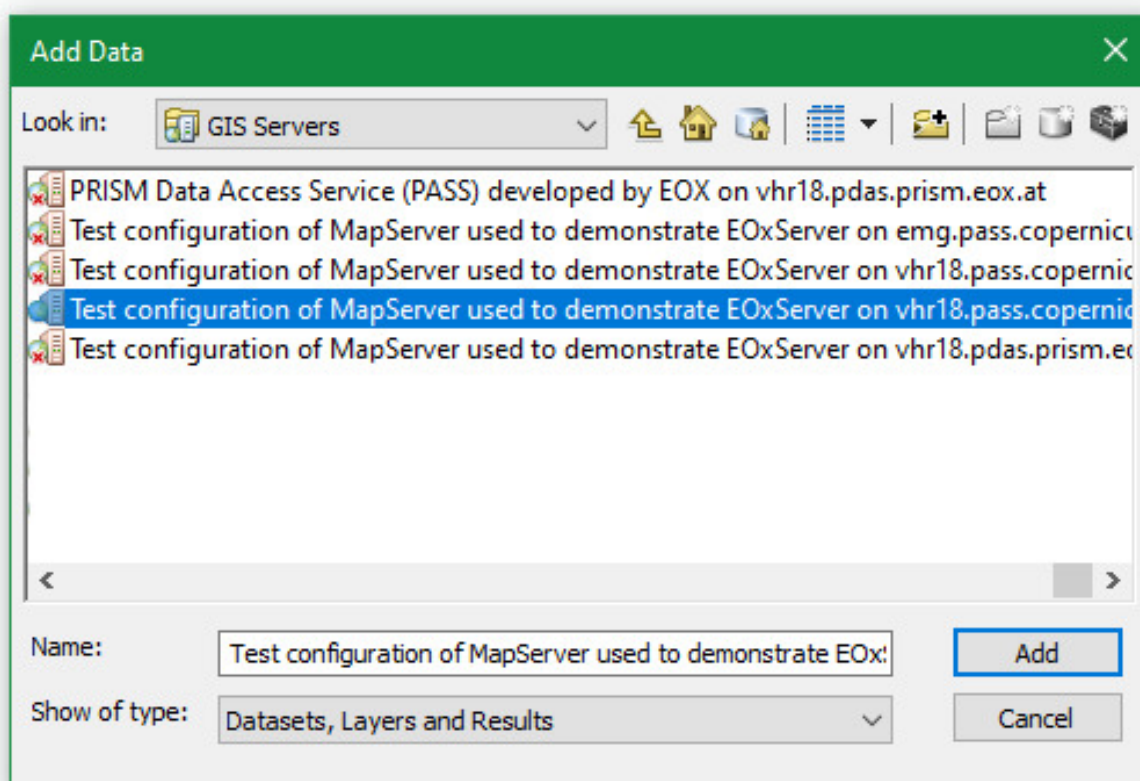 Add Data
Look in:
GIS Servers
PRISM Data Access Service (PASS) developed by EOX on vhr18.pdas.prism.eox.at
Test configuration of MapServer used to demonstrate EOxServer on emg.pass.copernicu
Test configuration of MapServer used to demonstrate EOxServer on vhr18.pass.copernic
Test configuration of MapServer used to demonstrate EOxServer on vhr18.pass.copernic
Test configuration of MapServer used to demonstrate EOxServer on vhr18.pdas.prism.eo
Name:
Test configuration of MapServer used to demonstrate EOxS
Add
Show of type:
Datasets, Layers and Results
Cancel